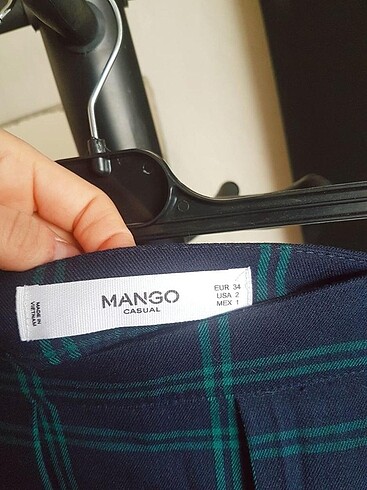 MADE IN
VIETNAM
MANGO
CASUAL
EUR 34
USA 2
MEX 1